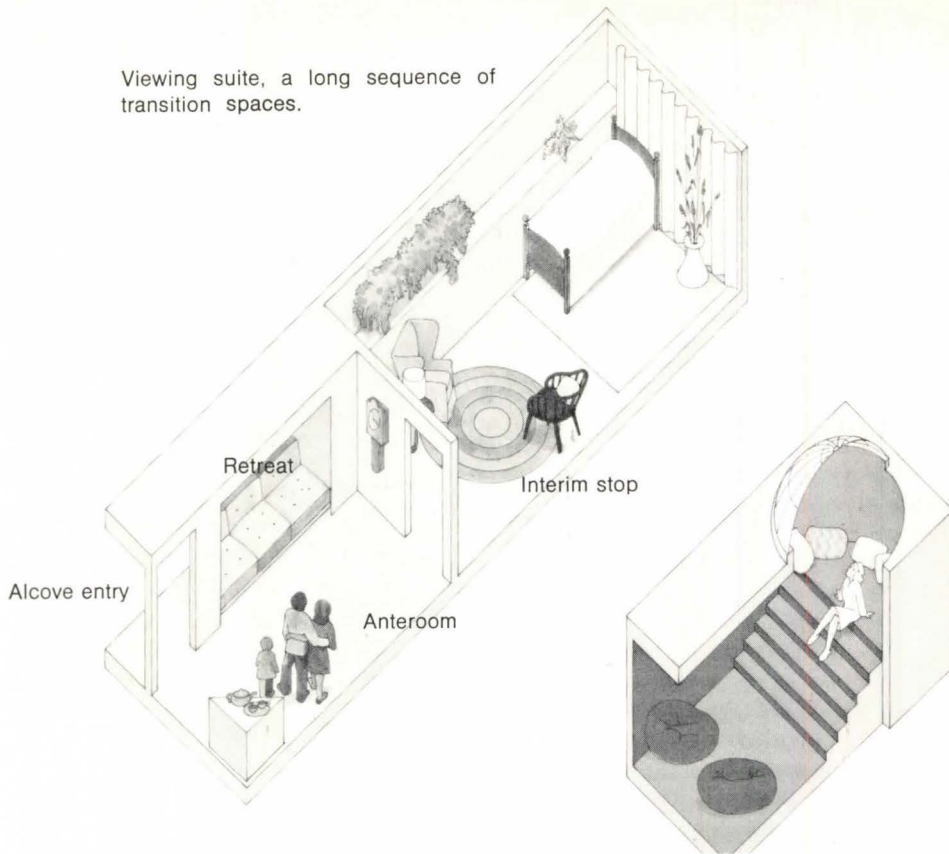 Viewing suite, a long sequence of
transition spaces.
Retreat
Interim stop
Alcove entry
Anteroom